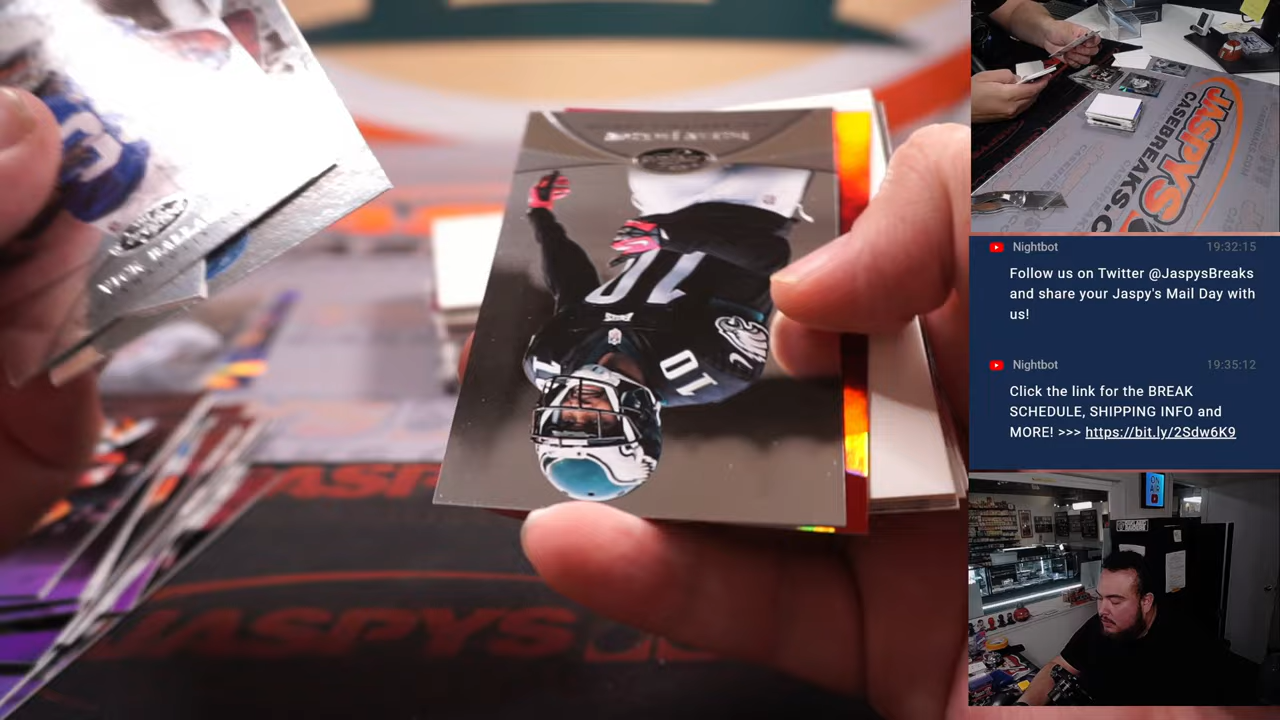 10
10
JASPYS
CASEBREAKS.C
ON
AIR
Nightbot 19:32:15
Follow us on Twitter @JaspysBreaks
and share your Jaspy's Mail Day with
us!
Nightbot 19:35:12
Click the link for the BREAK
SCHEDULE, SHIPPING INFO and
MORE! >>> https://bit.ly/2Sdw6K9
JASPYS